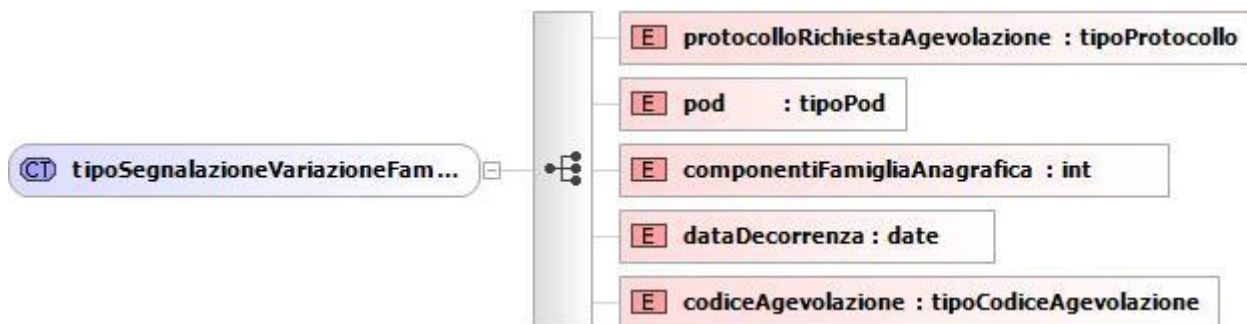 E protocolloRichiestaAgevolazione : tipoProtocollo
E pod : tipoPod
CT tipoSegnalazioneVariazioneFam...
E componentiFamigliaAnagrafica : int
E dataDecorrenza : date
E codiceAgevolazione : tipoCodiceAgevolazione